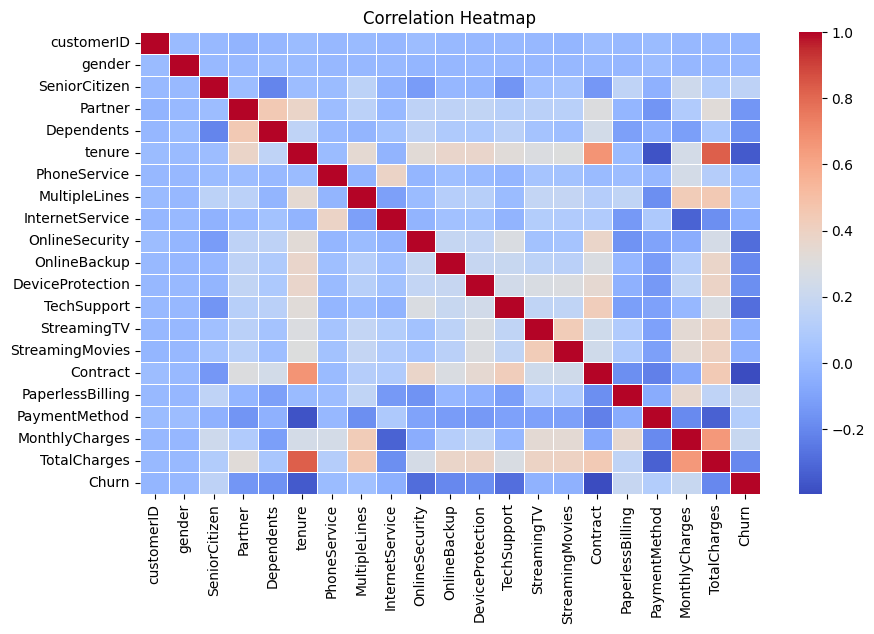 Correlation Heatmap
customerID
gender
SeniorCitizen
Partner
Dependents
tenure
PhoneService
MultipleLines
InternetService
OnlineSecurity
OnlineBackup
DeviceProtection
TechSupport
StreamingTV
StreamingMovies
Contract
PaperlessBilling
PaymentMethod
MonthlyCharges
TotalCharges
Churn
customerID
gender
SeniorCitizen
Partner
Dependents
tenure
PhoneService
MultipleLines
InternetService
OnlineSecurity
OnlineBackup
DeviceProtection
TechSupport
StreamingTV
StreamingMovies
Contract
PaperlessBilling
PaymentMethod
MonthlyCharges
TotalCharges
Churn
1.0
0.8
0.6
0.4
0.2
0.0
−0.2